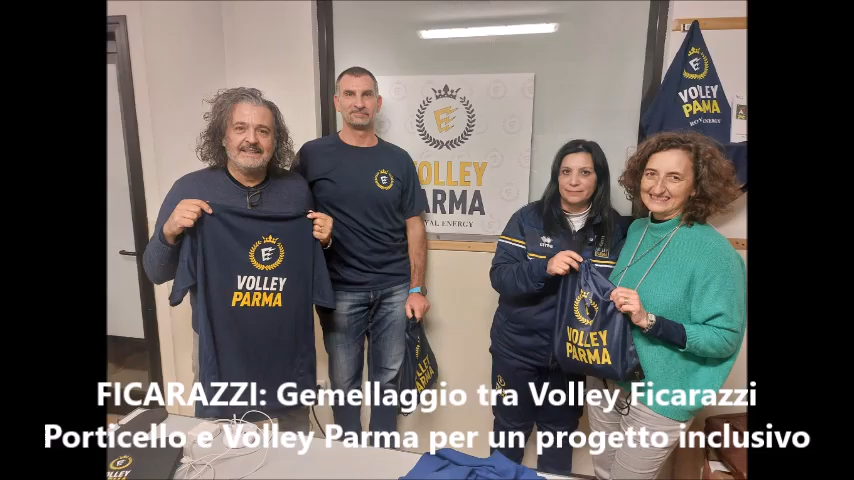 VOLLEY
PARMA
VOLLEY
PARMA
VOLLEY
PARMA
VOLLEY
PARMA
FICARAZZI: Gemellaggio tra Volley Ficarazzi
Porticello e Volley Parma per un progetto inclusivo